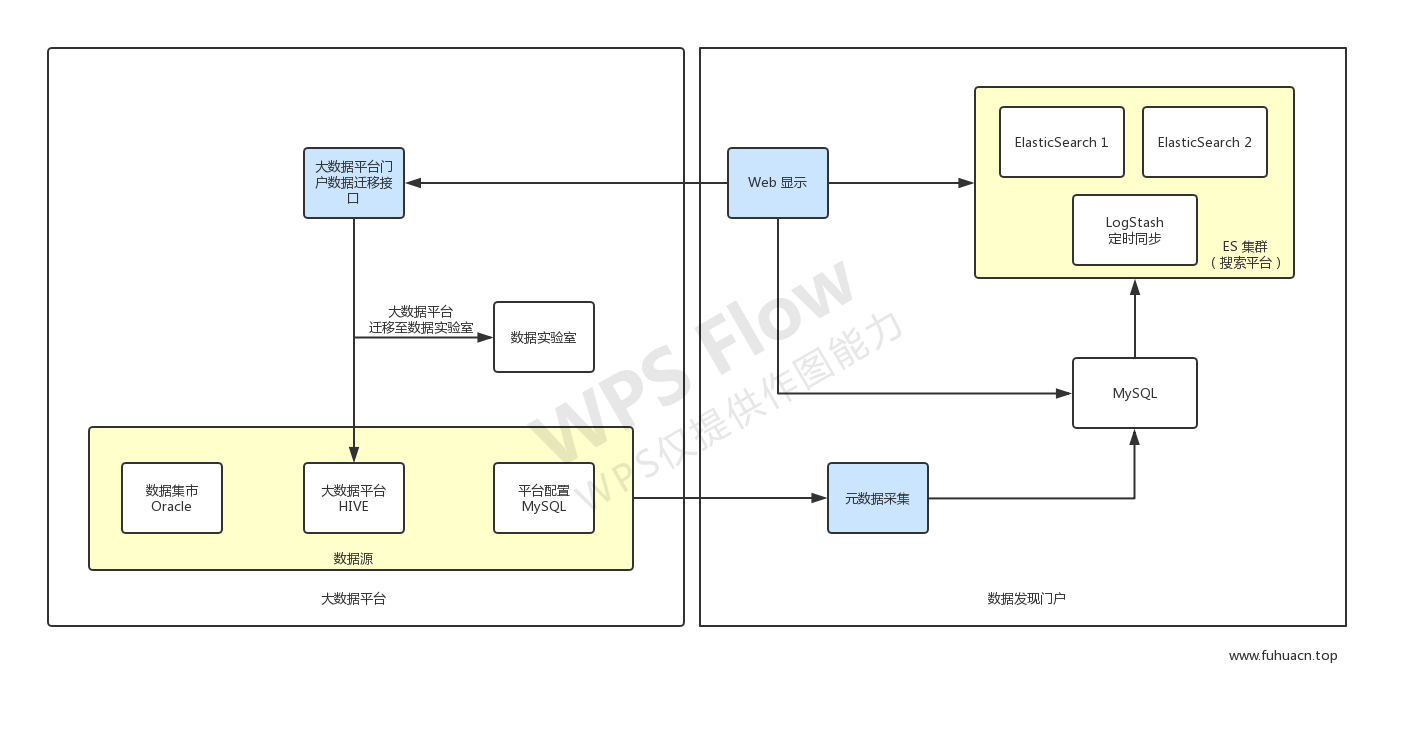 大数据平台门
户数据迁移接
口
大数据平台
迁移至数据实验室
数据实验室
数据集市
Oracle
大数据平台
HIVE
平台配置
MySQL
数据源
大数据平台
Web 显示
ElasticSearch 1
ElasticSearch 2
LogStash
定时同步
ES 集群
（搜索平台）
MySQL
元数据采集
数据发现门户
WPS Flow
WPS仅提供作图能力
www.fuhuacn.top